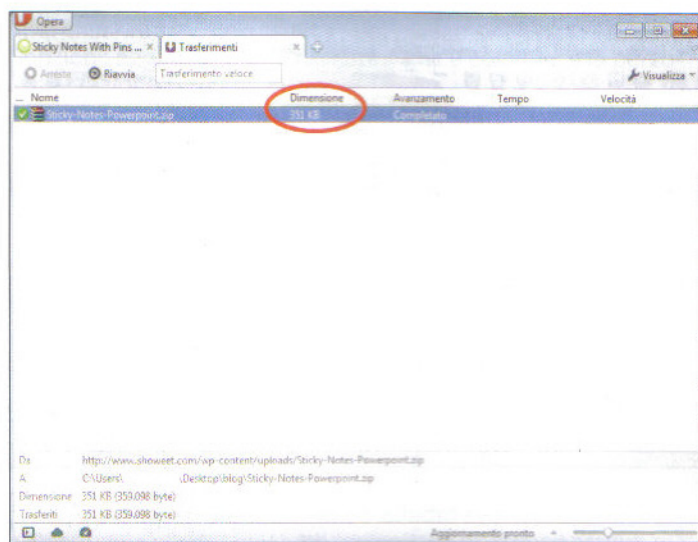 Opera
Sticky Notes With Pins ... × Trasferimenti ×
Arresta Riavvia Trasferimento veloce Visualizza
... Nome Dimensione Avanzamento Tempo Velocità
Sticky-Notes-Powerpoint.zip 351 KB Completato
Da http://www.showeet.com/wp-content/uploads/Sticky-Notes-Powerpoint.zip
A C:\Users\ \Desktop\blog\Sticky-Notes-Powerpoint.zip
Dimensione 351 KB (359.098 byte)
Trasferiti 351 KB (359.098 byte)
Aggiornamento pronto